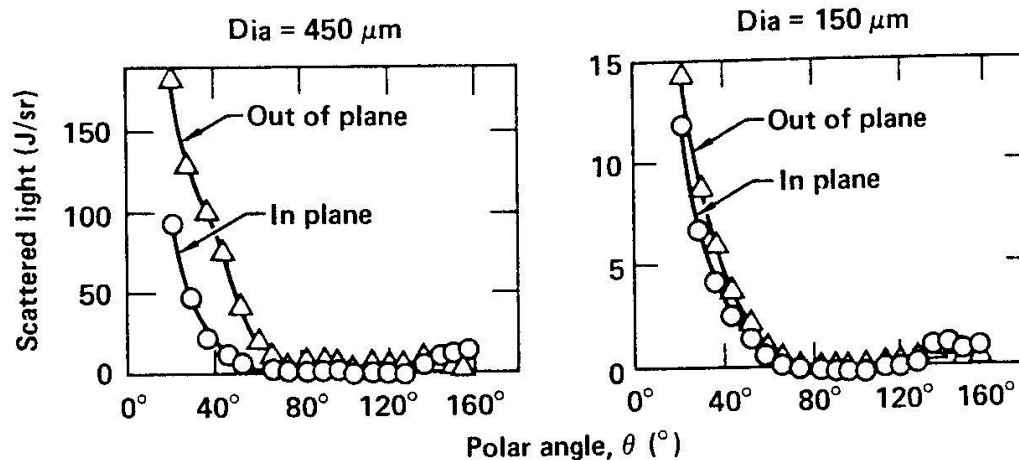 Dia = 450 μm
Dia = 150 μm
Scattered light (J/sr)
150
100
50
0
Out of plane
In plane
0° 40° 80° 120° 160°
15
10
5
0
Out of plane
In plane
0° 40° 80° 120° 160°
Polar angle, θ (°)